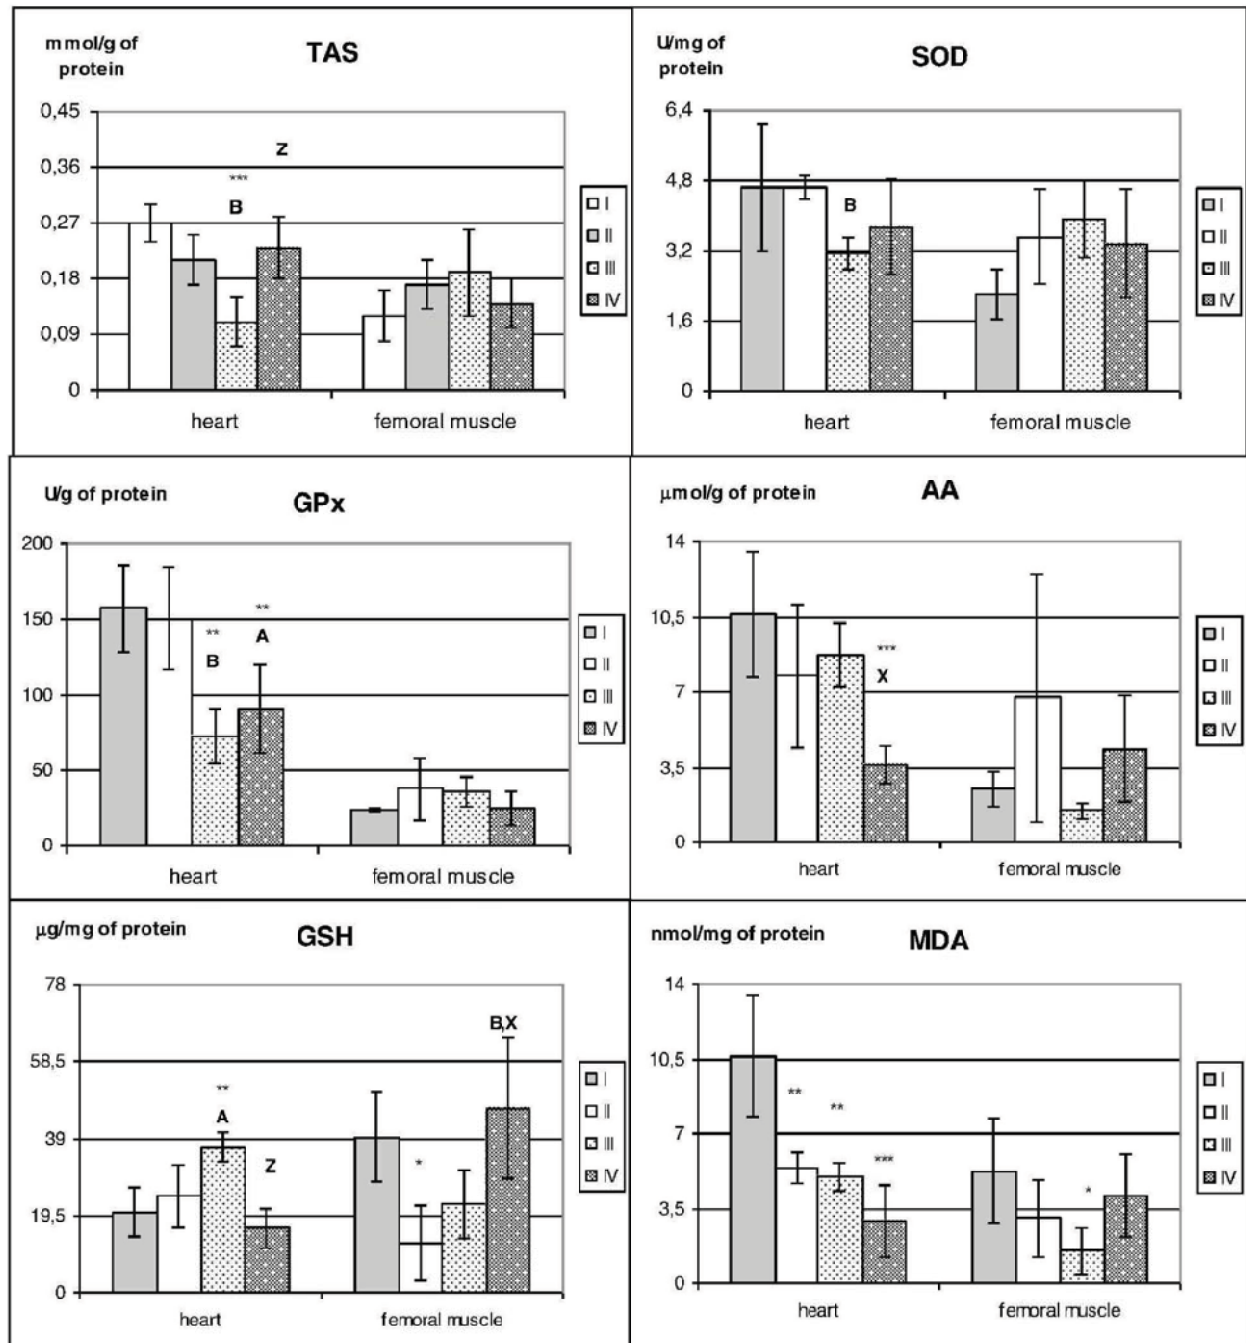 mmol/g of
protein
TAS
0,45
0,36
0,27
0,18
0,09
0
Z
***
B
heart
femoral muscle
I
II
III
IV
U/mg of
protein
SOD
6,4
4,8
3,2
1,6
0
B
heart
femoral muscle
I
II
III
IV
U/g of protein
GPx
200
150
100
50
0
**
B
**
A
heart
femoral muscle
I
II
III
IV
μmol/g of protein
AA
14
10,5
7
3,5
0
***
X
heart
femoral muscle
I
II
III
IV
μg/mg of protein
GSH
78
58,5
39
19,5
0
**
A
Z
*
B,X
heart
femoral muscle
I
II
III
IV
nmol/mg of protein
MDA
14
10,5
7
3,5
0
**
**
***
*
heart
femoral muscle
I
II
III
IV